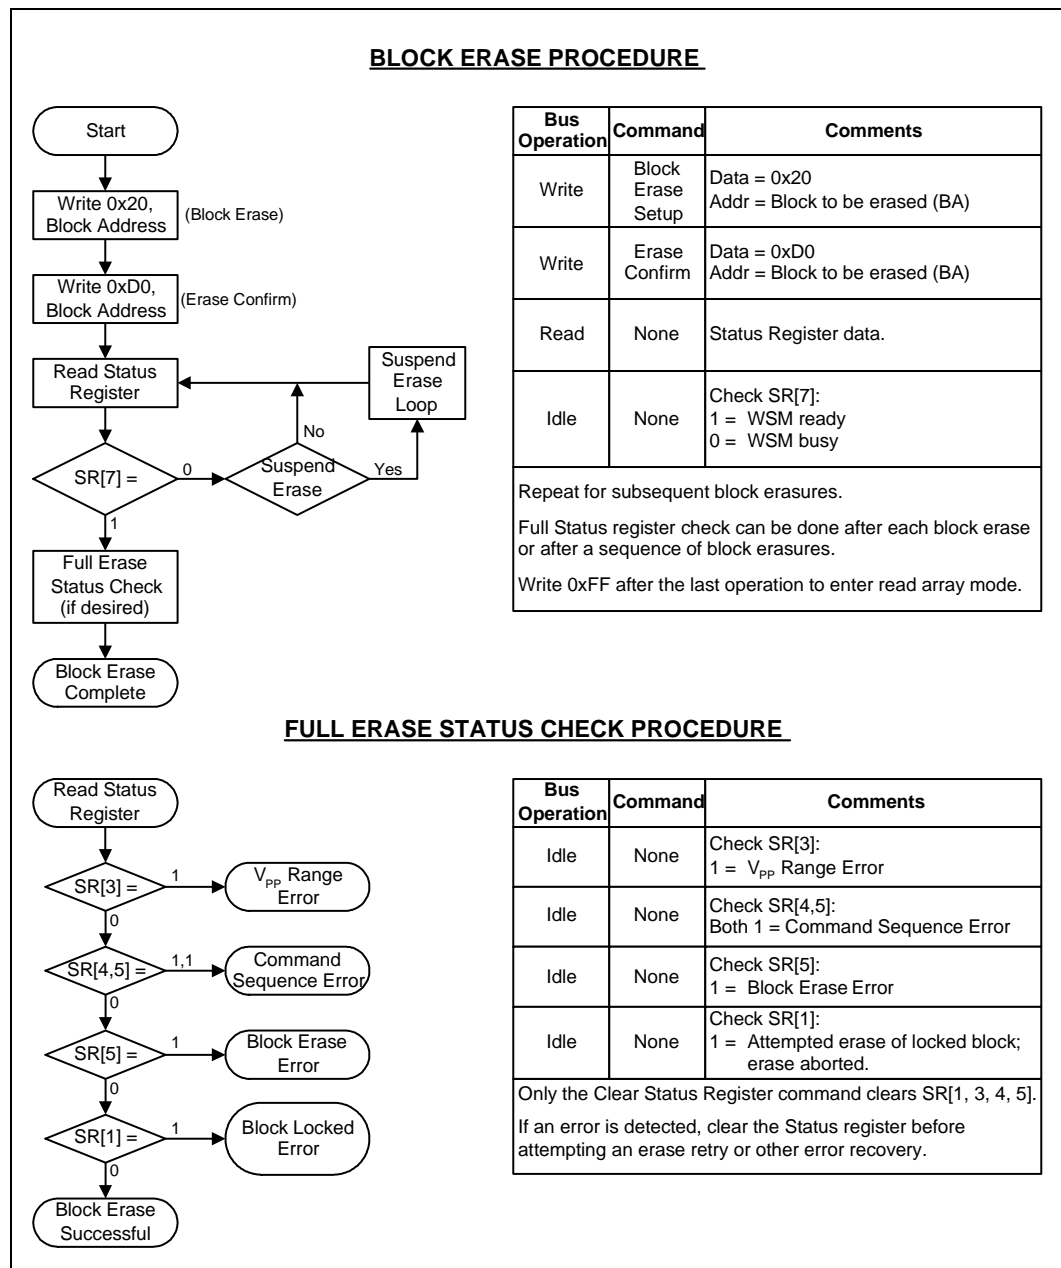 BLOCK ERASE PROCEDURE
Start
Write 0x20,
Block Address
(Block Erase)
Write 0xD0,
Block Address
(Erase Confirm)
Read Status
Register
Suspend
Erase
Loop
No
SR[7] =
0
Suspend
Erase
Yes
1
Full Erase
Status Check
(if desired)
Block Erase
Complete
Bus
Operation
Command
Comments
Write
Block
Erase
Setup
Data = 0x20
Addr = Block to be erased (BA)
Write
Erase
Confirm
Data = 0xD0
Addr = Block to be erased (BA)
Read
None
Status Register data.
Idle
None
Check SR[7]:
1 = WSM ready
0 = WSM busy
Repeat for subsequent block erasures.
Full Status register check can be done after each block erase
or after a sequence of block erasures.
Write 0xFF after the last operation to enter read array mode.
FULL ERASE STATUS CHECK PROCEDURE
Read Status
Register
SR[3] =
1
V_PP Range
Error
0
SR[4,5] =
1,1
Command
Sequence Error
0
SR[5] =
1
Block Erase
Error
0
SR[1] =
1
Block Locked
Error
0
Block Erase
Successful
Bus
Operation
Command
Comments
Idle
None
Check SR[3]:
1 = V_PP Range Error
Idle
None
Check SR[4,5]:
Both 1 = Command Sequence Error
Idle
None
Check SR[5]:
1 = Block Erase Error
Idle
None
Check SR[1]:
1 = Attempted erase of locked block;
erase aborted.
Only the Clear Status Register command clears SR[1, 3, 4, 5].
If an error is detected, clear the Status register before
attempting an erase retry or other error recovery.